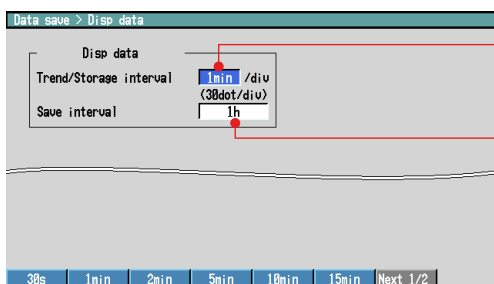 Data save > Disp data
Disp data
Trend/Storage interval 1min /div
(30dot/div)
Save interval 1h
30s 1min 2min 5min 10min 15min Next 1/2